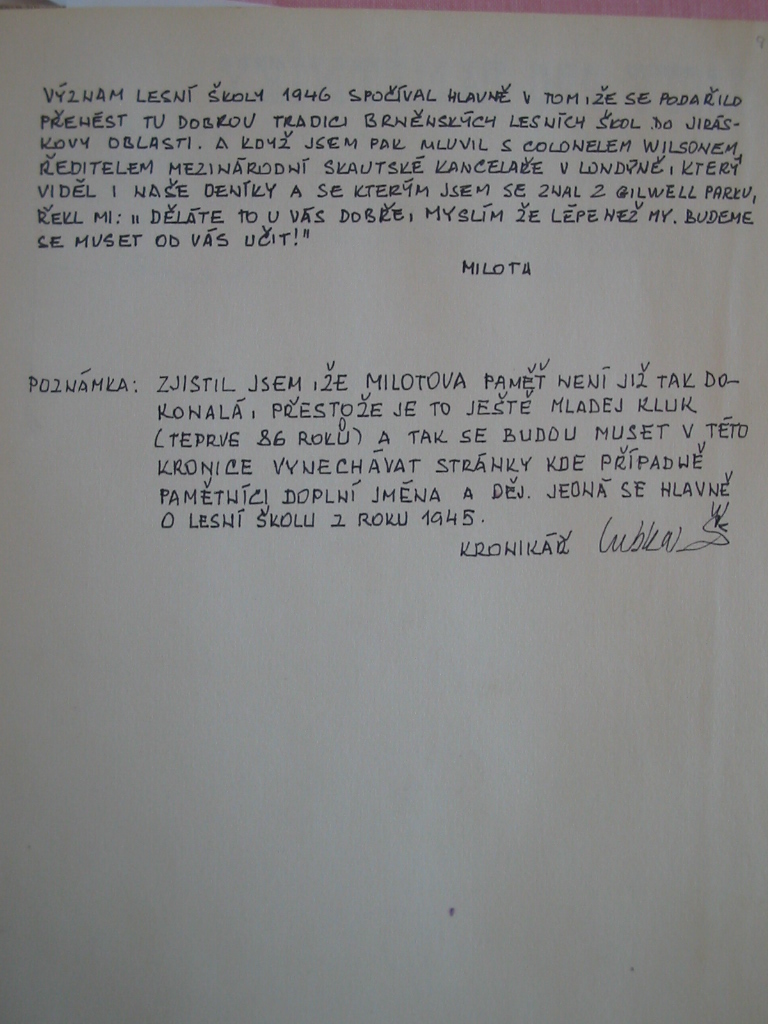 VÝZNAM LESNÍ ŠKOLY 1946 SPOČÍVAL HLAVNĚ V TOM, ŽE SE PODAŘILO
PŘENÉST TU DOBROU TRADICI BRNĚNSKÝCH LESNÍCH ŠKOL DO JIRÁS-
KOVY OBLASTI. A KDYŽ JSEM PAK MLUVIL S COLONELEM WILSONEM,
ŘEDITELEM MEZINÁRODNÍ SKAUTSKÉ KANCELAŘE V LONDÝNĚ, KTERÝ
VIDĚL I NAŠE DENÍKY A SE KTERÝM JSEM SE ZNAL Z GILWELL PARKU,
ŘEKL MI: „DĚLÁTE TO U VÁS DOBŘE, MYSLÍM ŽE LÉPE NEŽ MY. BUDEME
SE MUSET OD VÁS UČIT!"
MILOTA
POZNÁMKA: ZJISTIL JSEM, ŽE MILOTOVA PAMĚŤ NENÍ JIŽ TAK DO-
KONALÁ, PŘESTOŽE JE TO JEŠTĚ MLADEJ KLUK
(TEPRVE 86 ROKŮ) A TAK SE BUDOU MUSET V TÉTO
KRONICE VYNECHÁVAT STRÁNKY KDE PŘÍPADNĚ
PAMĚTNÍCI DOPLNÍ JMÉNA A DĚJ. JEDNÁ SE HLAVNĚ
O LESNÍ ŠKOLU Z ROKU 1945.
KRONIKÁŘ